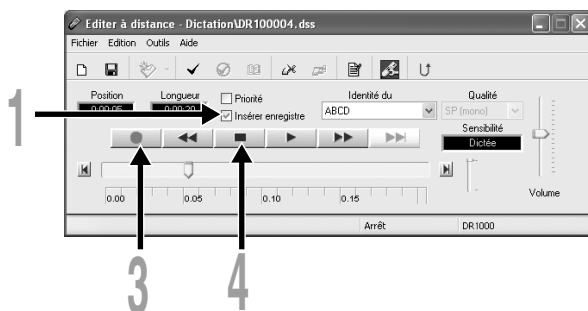 Editer à distance - Dictation\DR100004.dss
Fichier Edition Outils Aide
Position Longueur Priorité Identité du Qualité
0:00:05 0:00:20 Insérer enregistre ABCD SP (mono)
Sensibilité
Dictée
0.00 0.05 0.10 0.15 Volume
Arrêt DR1000
1
3 4